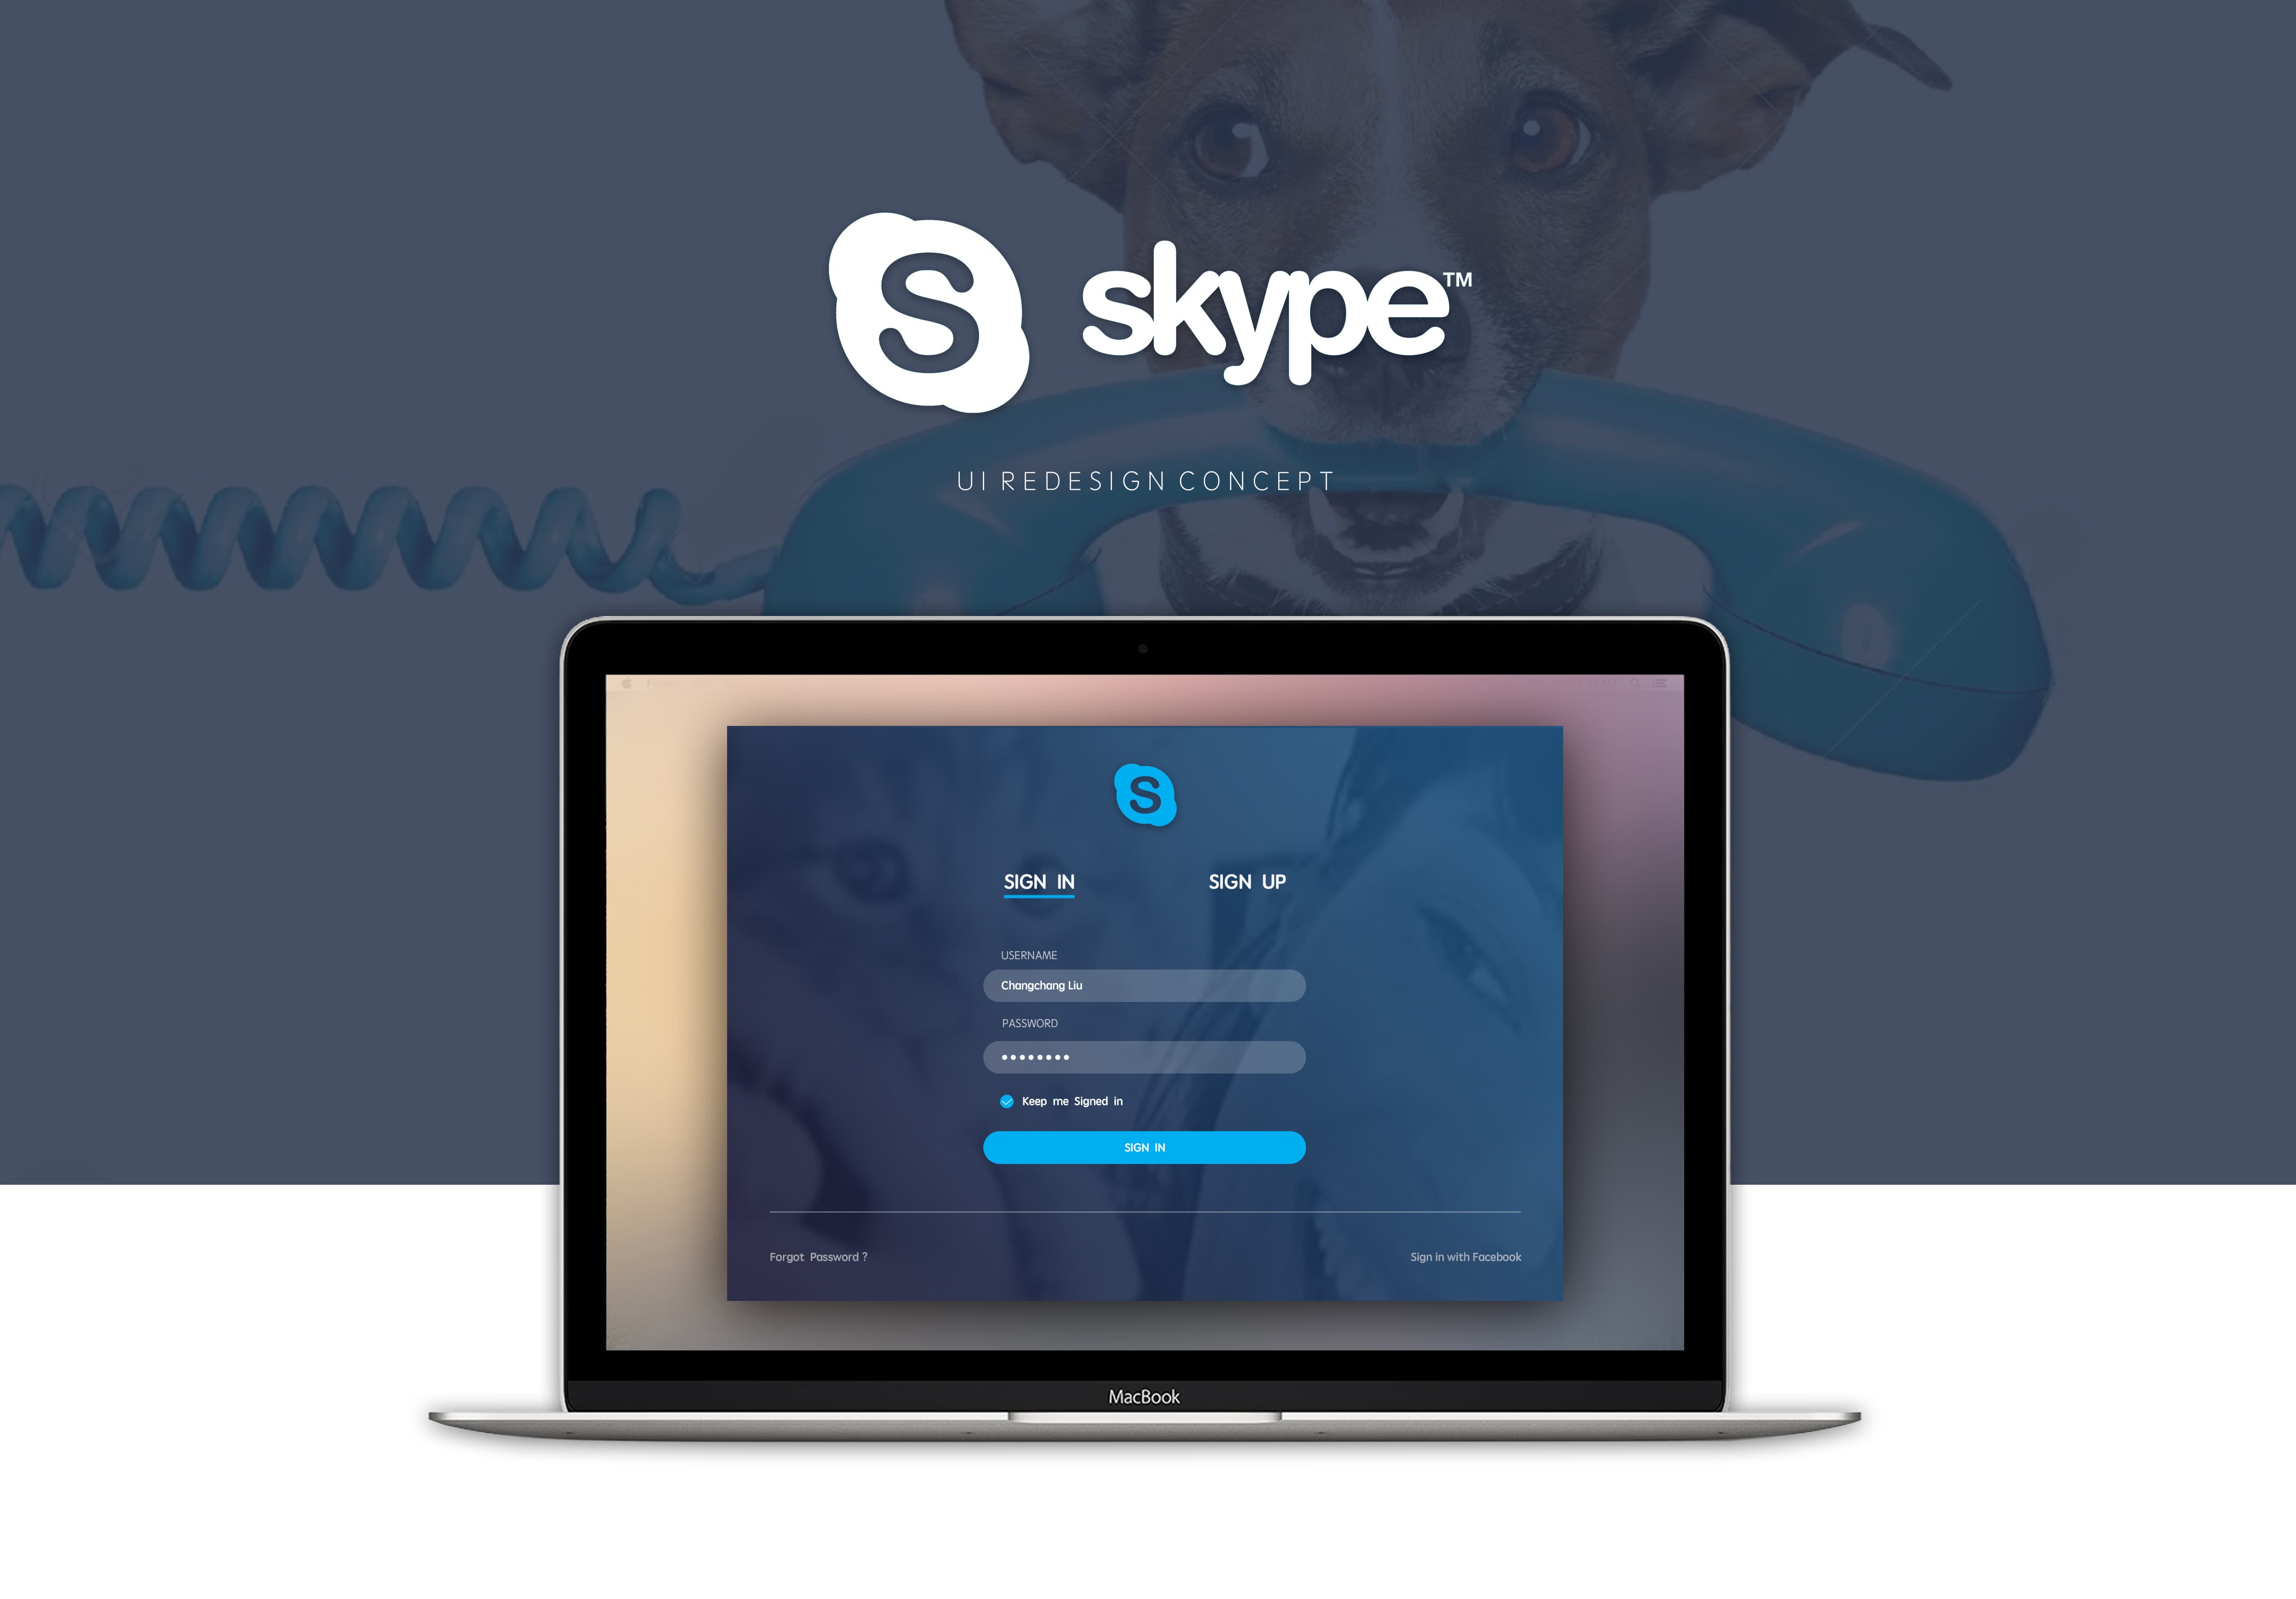 S skype™
UI REDESIGN CONCEPT
Finder
S
SIGN IN SIGN UP
USERNAME
Changchang Liu
PASSWORD
Keep me Signed in
SIGN IN
Forgot Password ? Sign in with Facebook
MacBook